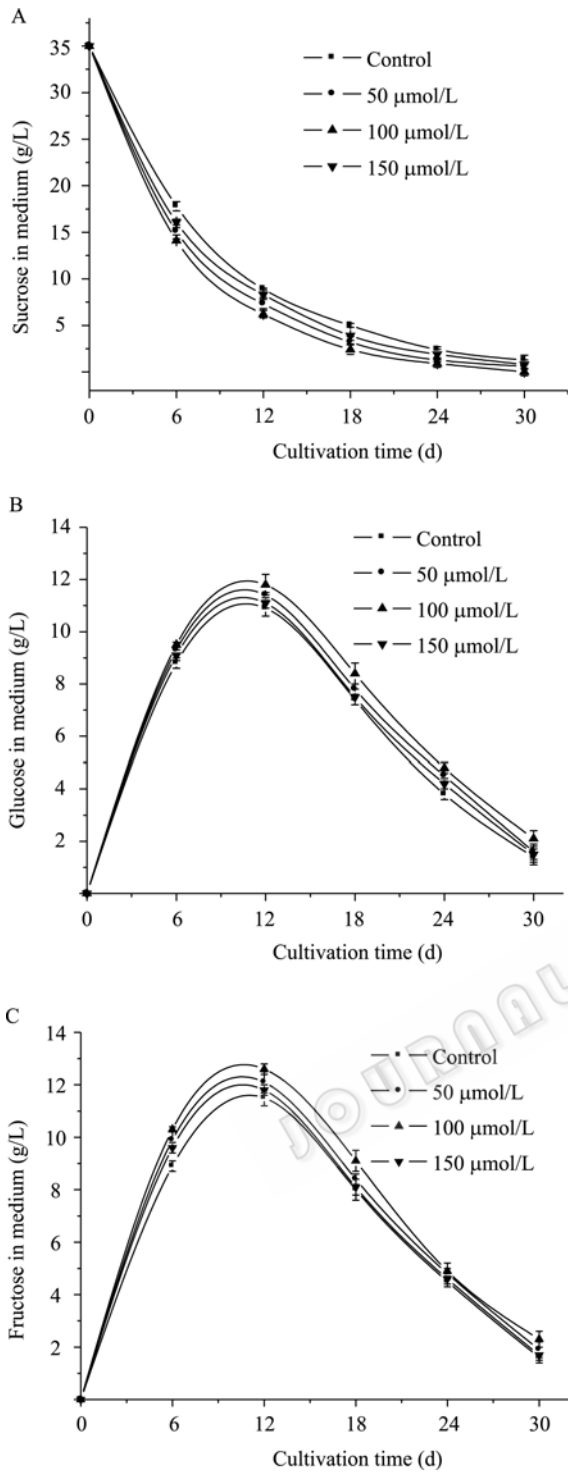 A
35
30
25
20
15
10
5
Sucrose in medium (g/L)
Control
50 μmol/L
100 μmol/L
150 μmol/L
0 6 12 18 24 30
Cultivation time (d)
B
14
12
10
8
6
4
2
Glucose in medium (g/L)
Control
50 μmol/L
100 μmol/L
150 μmol/L
0 6 12 18 24 30
Cultivation time (d)
C
14
12
10
8
6
4
2
Fructose in medium (g/L)
Control
50 μmol/L
100 μmol/L
150 μmol/L
0 6 12 18 24 30
Cultivation time (d)
JOURNAL